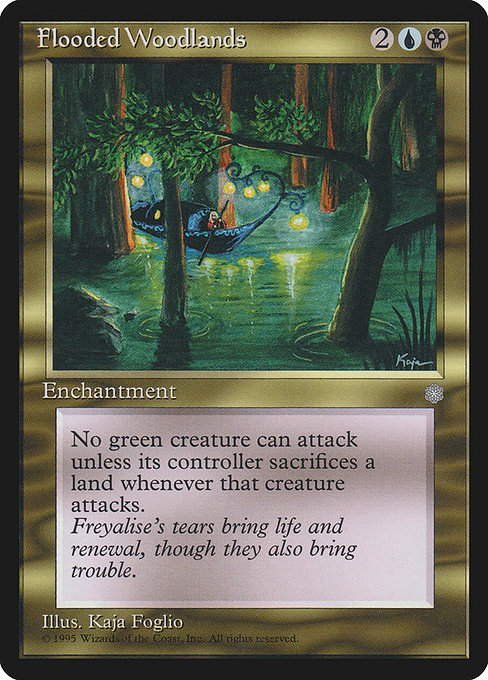 Flooded Woodlands 2
Kaja
Enchantment
No green creature can attack
unless its controller sacrifices a
land whenever that creature
attacks.
Freyalise's tears bring life and
renewal, though they also bring
trouble.
Illus. Kaja Foglio
© 1995 Wizards of the Coast, Inc. All rights reserved.